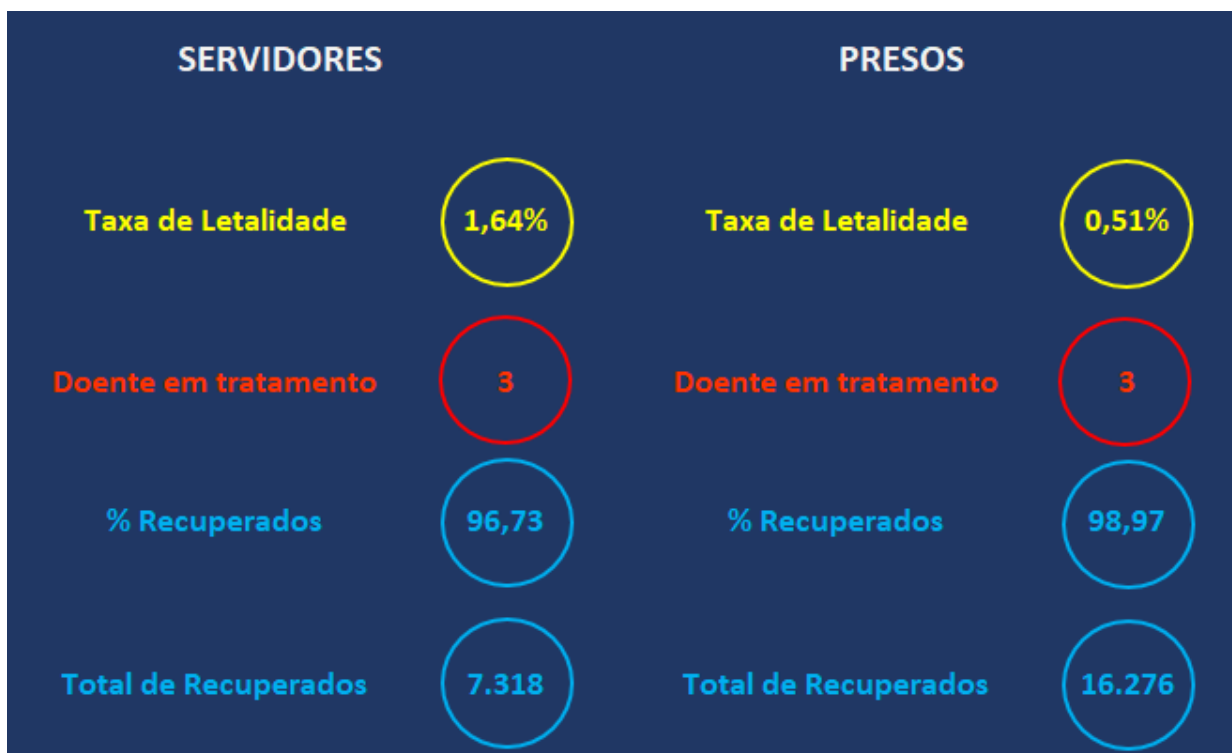 SERVIDORES
Taxa de Letalidade 1,64%
Doente em tratamento 3
% Recuperados 96,73
Total de Recuperados 7.318
PRESOS
Taxa de Letalidade 0,51%
Doente em tratamento 3
% Recuperados 98,97
Total de Recuperados 16.276